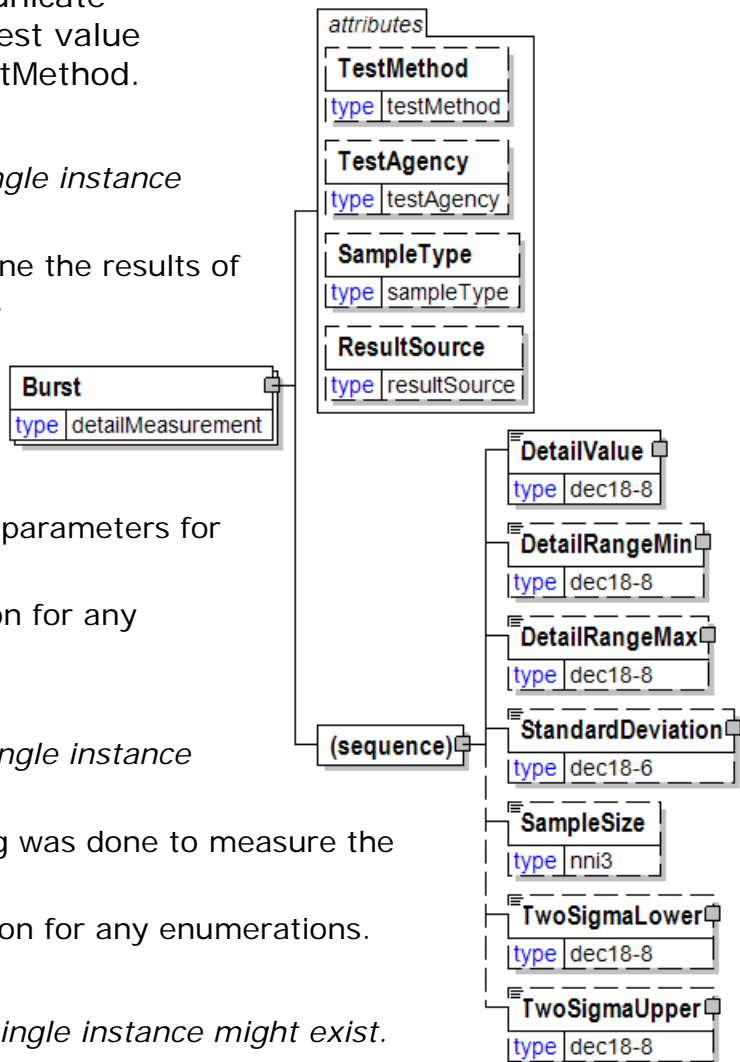 est value
tMethod.
ngle instance
ne the results of
parameters for
on for any
ngle instance
g was done to measure the
on for any enumerations.
single instance might exist.
attributes
TestMethod
type testMethod
TestAgency
type testAgency
SampleType
type sampleType
ResultSource
type resultSource
Burst
type detailMeasurement
(sequence)
DetailValue
type dec18-8
DetailRangeMin
type dec18-8
DetailRangeMax
type dec18-8
StandardDeviation
type dec18-6
SampleSize
type nni3
TwoSigmaLower
type dec18-8
TwoSigmaUpper
type dec18-8